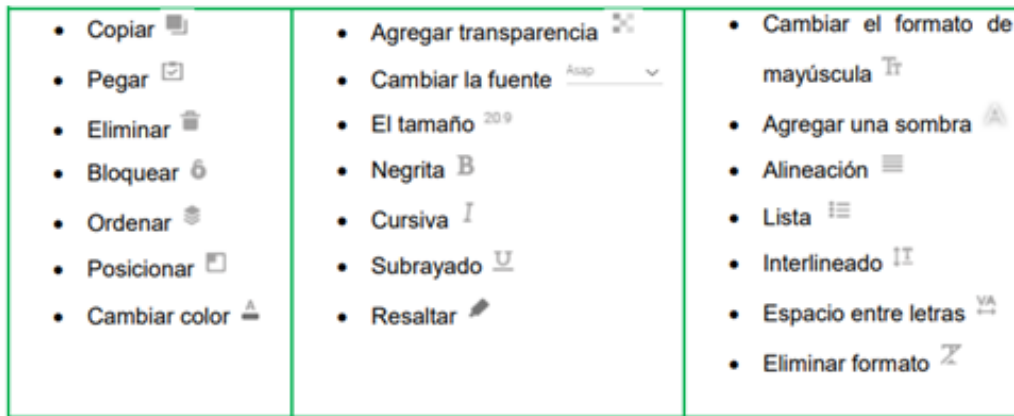 • Copiar
• Pegar
• Eliminar
• Bloquear
• Ordenar
• Posicionar
• Cambiar color A
• Agregar transparencia
• Cambiar la fuente Asap
• El tamaño 20.9
• Negrita B
• Cursiva I
• Subrayado U
• Resaltar
• Cambiar el formato de
mayúscula Tт
• Agregar una sombra A
• Alineación
• Lista
• Interlineado T
• Espacio entre letras VA
• Eliminar formato